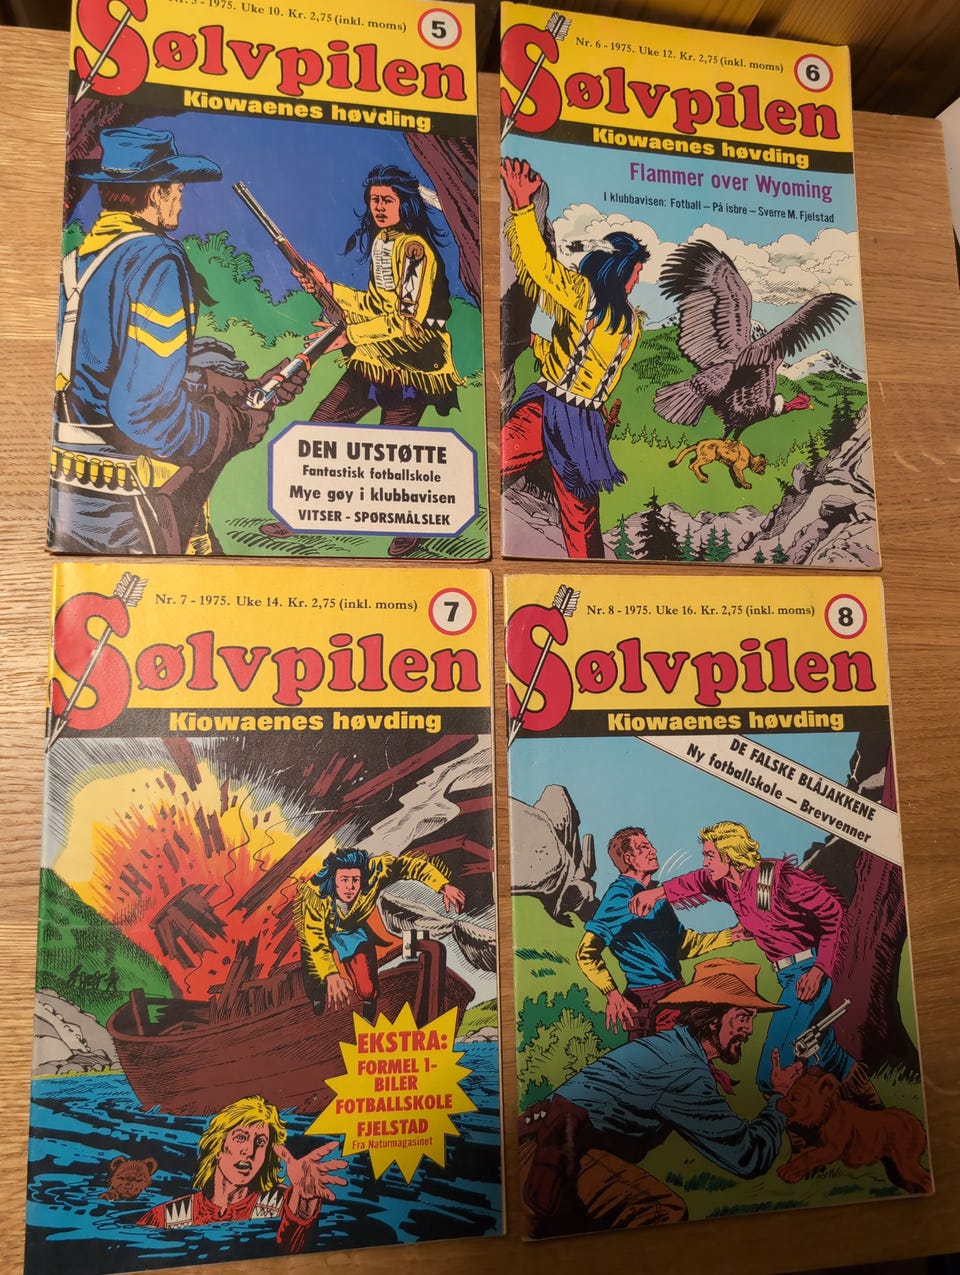 Nr. 5 - 1975. Uke 10. Kr. 2,75 (inkl. moms)
5
Sølvpilen
Kiowaenes høvding
DEN UTSTØTTE
Fantastisk fotballskole
Mye gøy i klubbavisen
VITSER - SPØRSMÅLSLEK
Nr. 6 - 1975. Uke 12. Kr. 2,75 (inkl. moms)
6
Sølvpilen
Kiowaenes høvding
Flammer over Wyoming
I klubbavisen: Fotball — På isbre — Sverre M. Fjelstad
Nr. 7 - 1975. Uke 14. Kr. 2,75 (inkl. moms)
7
Sølvpilen
Kiowaenes høvding
EKSTRA:
FORMEL 1-
BILER
FOTBALLSKOLE
FJELSTAD
Fra Naturmagasinet
Nr. 8 - 1975. Uke 16. Kr. 2,75 (inkl. moms)
8
Sølvpilen
Kiowaenes høvding
DE FALSKE BLÅJAKKENE
Ny fotballskole — Brevvenner